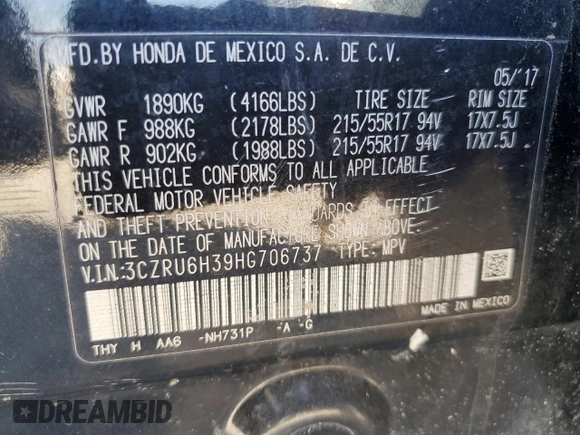 MFD.BY HONDA DE MEXICO S.A. DE C.V.
05/'17
GVWR 1890KG (4166LBS) TIRE SIZE RIM SIZE
GAWR F 988KG (2178LBS) 215/55R17 94V 17X7.5J
GAWR R 902KG (1988LBS) 215/55R17 94V 17X7.5J
THIS VEHICLE CONFORMS TO ALL APPLICABLE
FEDERAL MOTOR VEHICLE SAFETY
AND THEFT PREVENTION STANDARDS IN EFFECT
ON THE DATE OF MANUFACTURE SHOWN ABOVE.
V.I.N.:3CZRU6H39HG706737 TYPE: MPV
THY H AA6 -NH731P -A -G
DREAMBID